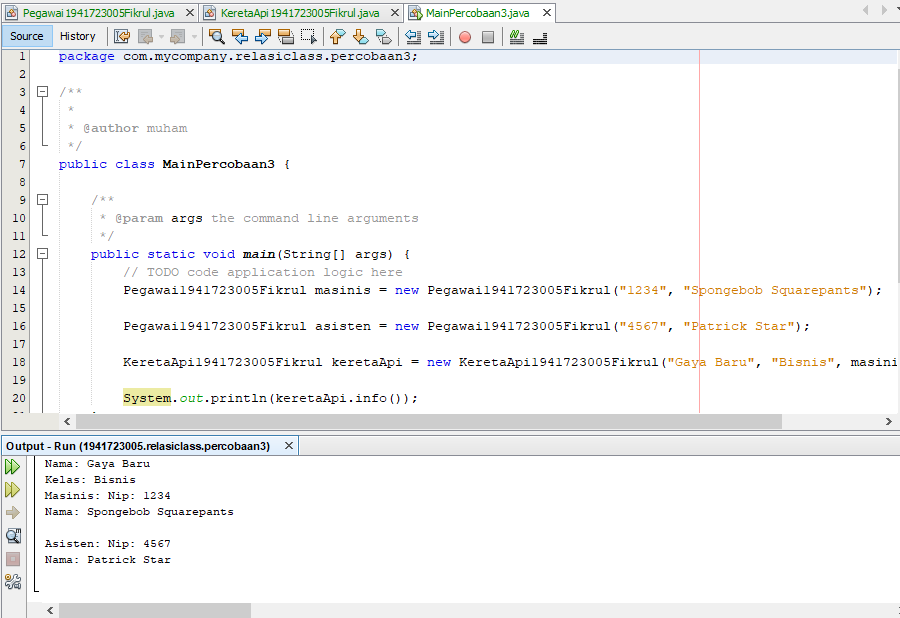 Pegawai1941723005Fikrul.java KeretaApi1941723005Fikrul.java MainPercobaan3.java
Source History
1 package com.mycompany.relasiclass.percobaan3;
2
3 /**
4 *
5 * @author muham
6 */
7 public class MainPercobaan3 {
8
9 /**
10 * @param args the command line arguments
11 */
12 public static void main(String[] args) {
13 // TODO code application logic here
14 Pegawai1941723005Fikrul masinis = new Pegawai1941723005Fikrul("1234", "Spongebob Squarepants");
15
16 Pegawai1941723005Fikrul asisten = new Pegawai1941723005Fikrul("4567", "Patrick Star");
17
18 KeretaApi1941723005Fikrul keretaApi = new KeretaApi1941723005Fikrul("Gaya Baru", "Bisnis", masini
19
20 System.out.println(keretaApi.info());
Output - Run (1941723005.relasiclass.percobaan3)
Nama: Gaya Baru
Kelas: Bisnis
Masinis: Nip: 1234
Nama: Spongebob Squarepants
Asisten: Nip: 4567
Nama: Patrick Star